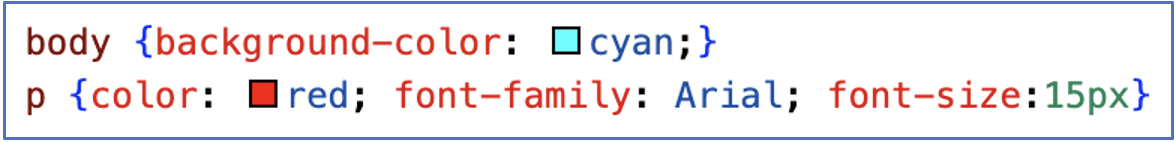 body {background-color: cyan;}
p {color: red; font-family: Arial; font-size:15px}